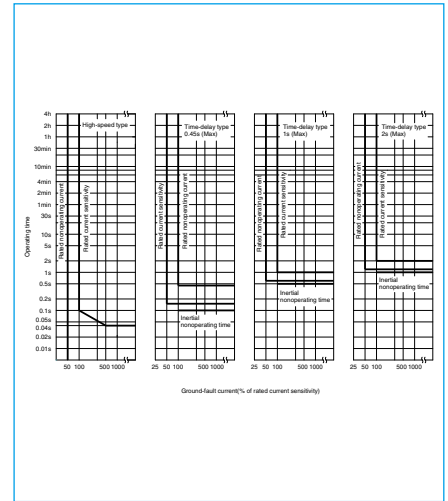 4h
2h
1h
30min
10min
4min
2min
1min
30s
10s
5s
2s
1s
0.5s
0.2s
0.1s
0.05s
0.04s
0.02s
0.01s
Operating time
High-speed type
Rated nonoperating current
Rated current sensitivity
50 100 500 1000
Time-delay type
0.45s (Max)
Rated current sensitivity
Rated nonoperating current
Inertial
nonoperating time
25 50 100 500 1000
Time-delay type
1s (Max)
Rated nonoperating current
Rated current sensitivity
Inertial
nonoperating time
25 50 100 500 1000
Time-delay type
2s (Max)
Rated nonoperating current
Rated current sensitivity
Inertial
nonoperating time
25 50 100 500 1000
Ground-fault current(% of rated current sensitivity)